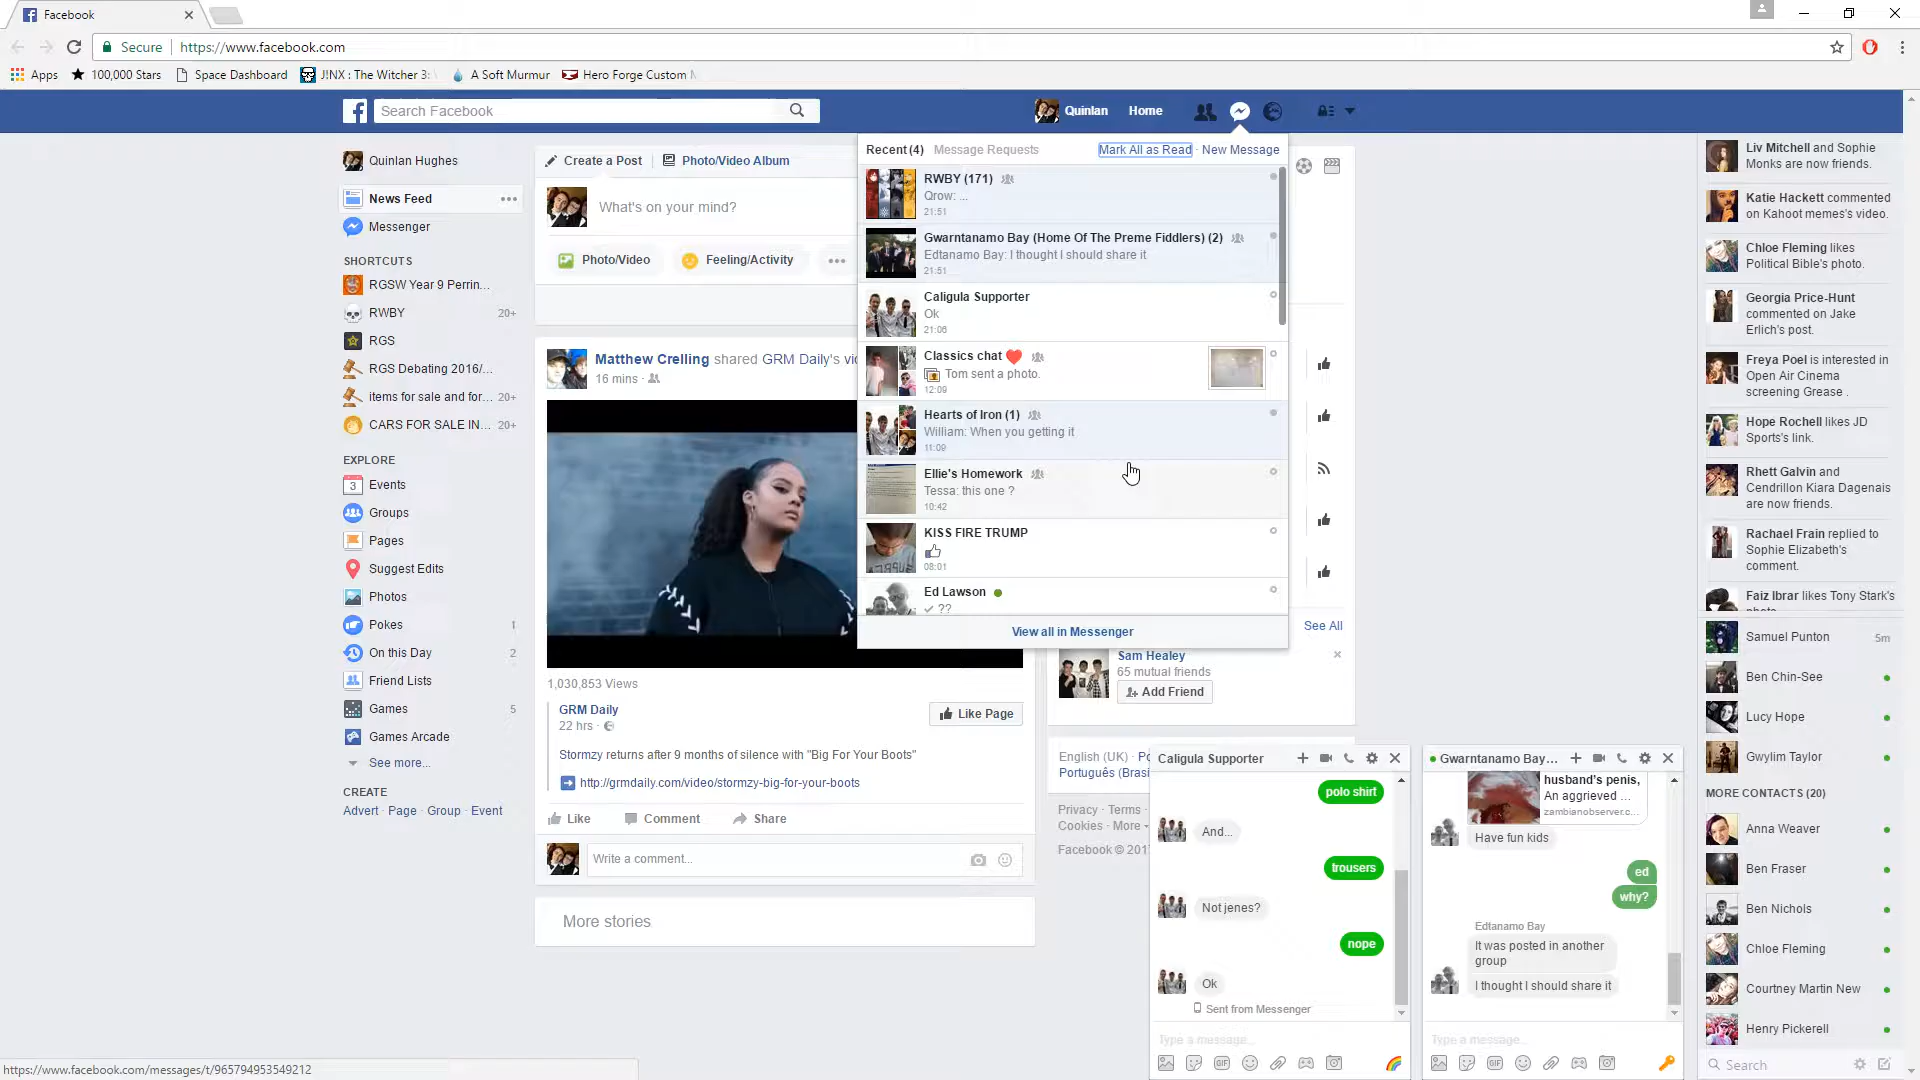 Facebook
Secure
https://www.facebook.com
Apps
100,000 Stars
Space Dashboard
J!NX : The Witcher 3:
A Soft Murmur
Hero Forge Custom
Search Facebook
Quinlan
Home
Quinlan Hughes
News Feed
Messenger
SHORTCUTS
RGSW Year 9 Perrin...
RWBY 20+
RGS
RGS Debating 2016/...
items for sale and for... 20+
CARS FOR SALE IN... 20+
EXPLORE
3 Events
Groups
Pages
Suggest Edits
Photos
Pokes 1
On this Day 2
Friend Lists
Games 5
Games Arcade
See more...
CREATE
Advert · Page · Group · Event
Create a Post
Photo/Video Album
What's on your mind?
Photo/Video
Feeling/Activity
Matthew Crelling shared GRM Daily's vi
16 mins ·
1,030,853 Views
GRM Daily
22 hrs ·
Like Page
Stormzy returns after 9 months of silence with "Big For Your Boots"
http://grmdaily.com/video/stormzy-big-for-your-boots
Like
Comment
Share
Write a comment...
More stories
Recent (4)
Message Requests
Mark All as Read · New Message
RWBY (171)
Qrow: ...
21:51
Gwarntanamo Bay (Home Of The Preme Fiddlers) (2)
Edtanamo Bay: I thought I should share it
21:51
Caligula Supporter
Ok
21:06
Classics chat
Tom sent a photo.
12:09
Hearts of Iron (1)
William: When you getting it
11:09
Ellie's Homework
Tessa: this one ?
10:42
KISS FIRE TRUMP
08:01
Ed Lawson
??
View all in Messenger
See All
Sam Healey
65 mutual friends
Add Friend
English (UK) ·
Português (Brasi
Privacy · Terms ·
Cookies · More
Facebook © 201
Caligula Supporter
polo shirt
And...
trousers
Not jenes?
nope
Ok
Sent from Messenger
Type a message...
GIF
Gwarntanamo Bay...
husband's penis,
An aggrieved ...
zambianobserver.c...
Have fun kids
ed
why?
Edtanamo Bay
It was posted in another
group
I thought I should share it
Type a message...
GIF
Liv Mitchell and Sophie
Monks are now friends.
Katie Hackett commented
on Kahoot memes's video.
Chloe Fleming likes
Political Bible's photo.
Georgia Price-Hunt
commented on Jake
Erlich's post.
Freya Poel is interested in
Open Air Cinema
screening Grease .
Hope Rochell likes JD
Sports's link.
Rhett Galvin and
Cendrillon Kiara Dagenais
are now friends.
Rachael Frain replied to
Sophie Elizabeth's
comment.
Faiz Ibrar likes Tony Stark's
Samuel Punton 5m
Ben Chin-See
Lucy Hope
Gwylim Taylor
MORE CONTACTS (20)
Anna Weaver
Ben Fraser
Ben Nichols
Chloe Fleming
Courtney Martin New
Henry Pickerell
Search
https://www.facebook.com/messages/t/965794953549212